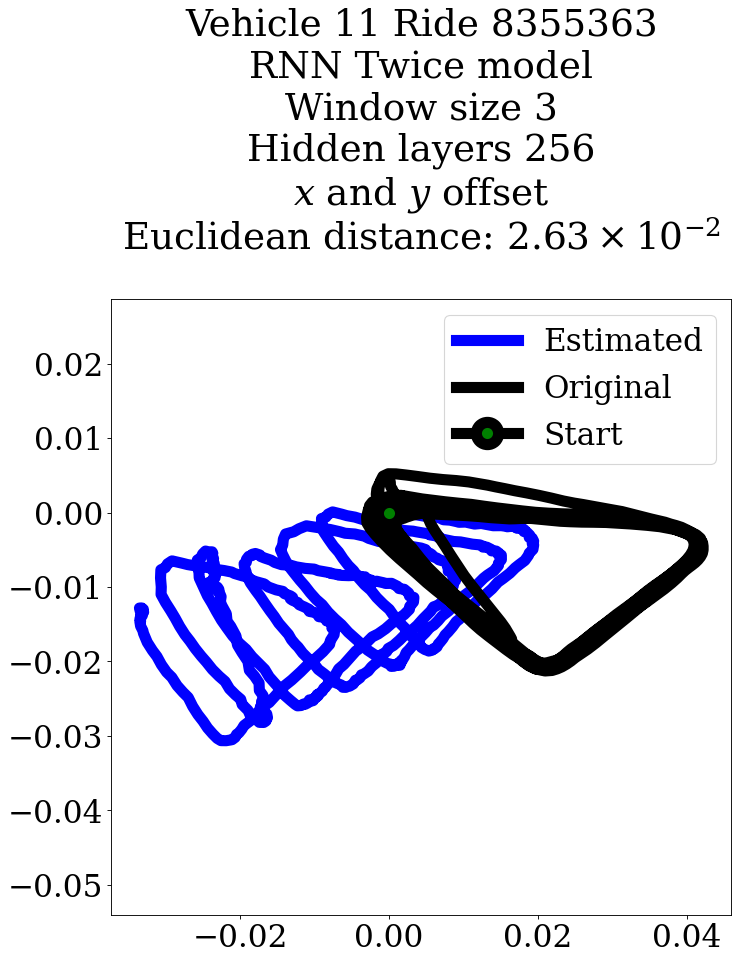 Vehicle 11 Ride 8355363
RNN Twice model
Window size 3
Hidden layers 256
x and y offset
Euclidean distance: 2.63 × 10⁻²
Estimated
Original
Start
0.02
0.01
0.00
−0.01
−0.02
−0.03
−0.04
−0.05
−0.02 0.00 0.02 0.04